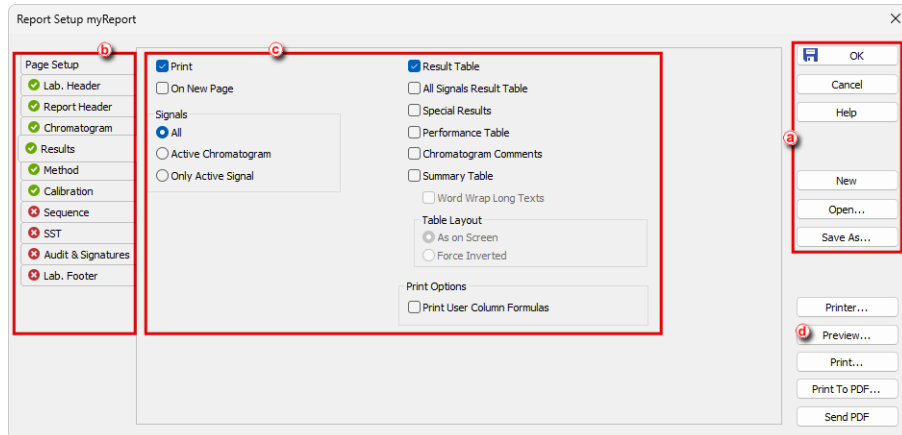 Report Setup myReport
b
c
a
d
Page Setup
Lab. Header
Report Header
Chromatogram
Results
Method
Calibration
Sequence
SST
Audit & Signatures
Lab. Footer
Print
On New Page
Signals
All
Active Chromatogram
Only Active Signal
Result Table
All Signals Result Table
Special Results
Performance Table
Chromatogram Comments
Summary Table
Word Wrap Long Texts
Table Layout
As on Screen
Force Inverted
Print Options
Print User Column Formulas
OK
Cancel
Help
New
Open...
Save As...
Printer...
Preview...
Print...
Print To PDF...
Send PDF